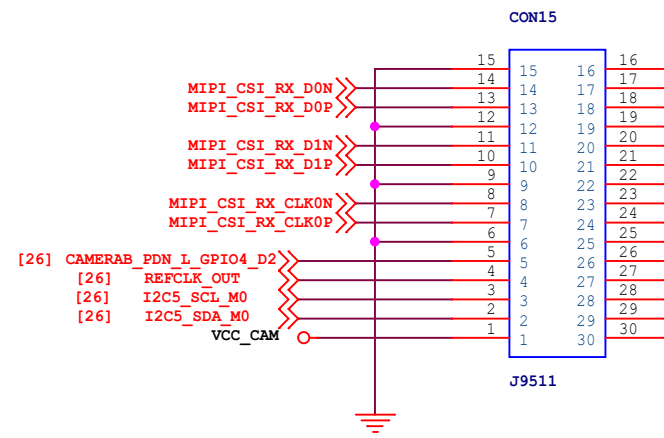 CON15
15 15 16 16
MIPI_CSI_RX_D0N 14 14 17 17
MIPI_CSI_RX_D0P 13 13 18 18
12 12 19 19
MIPI_CSI_RX_D1N 11 11 20 20
MIPI_CSI_RX_D1P 10 10 21 21
9 9 22 22
MIPI_CSI_RX_CLK0N 8 8 23 23
MIPI_CSI_RX_CLK0P 7 7 24 24
6 6 25 25
[26] CAMERAB_PDN_L_GPIO4_D2 5 5 26 26
[26] REFCLK_OUT 4 4 27 27
[26] I2C5_SCL_M0 3 3 28 28
[26] I2C5_SDA_M0 2 2 29 29
VCC_CAM 1 1 30 30
J9511